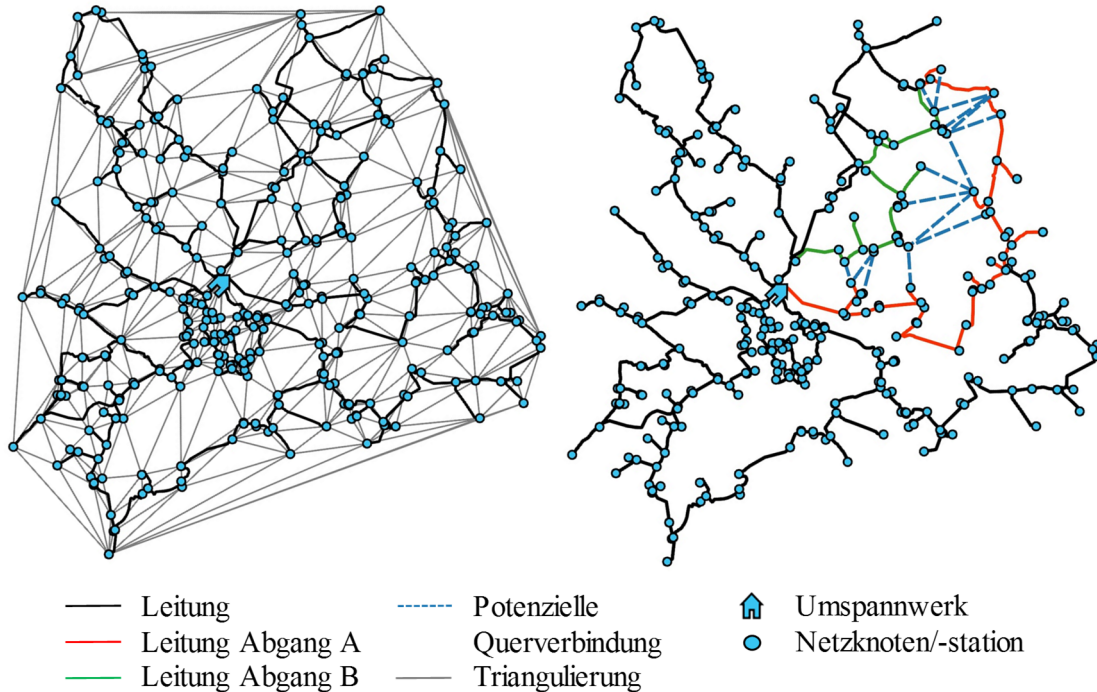 Leitung
Leitung Abgang A
Leitung Abgang B
Potenzielle
Querverbindung
Triangulierung
Umspannwerk
Netzknoten/-station